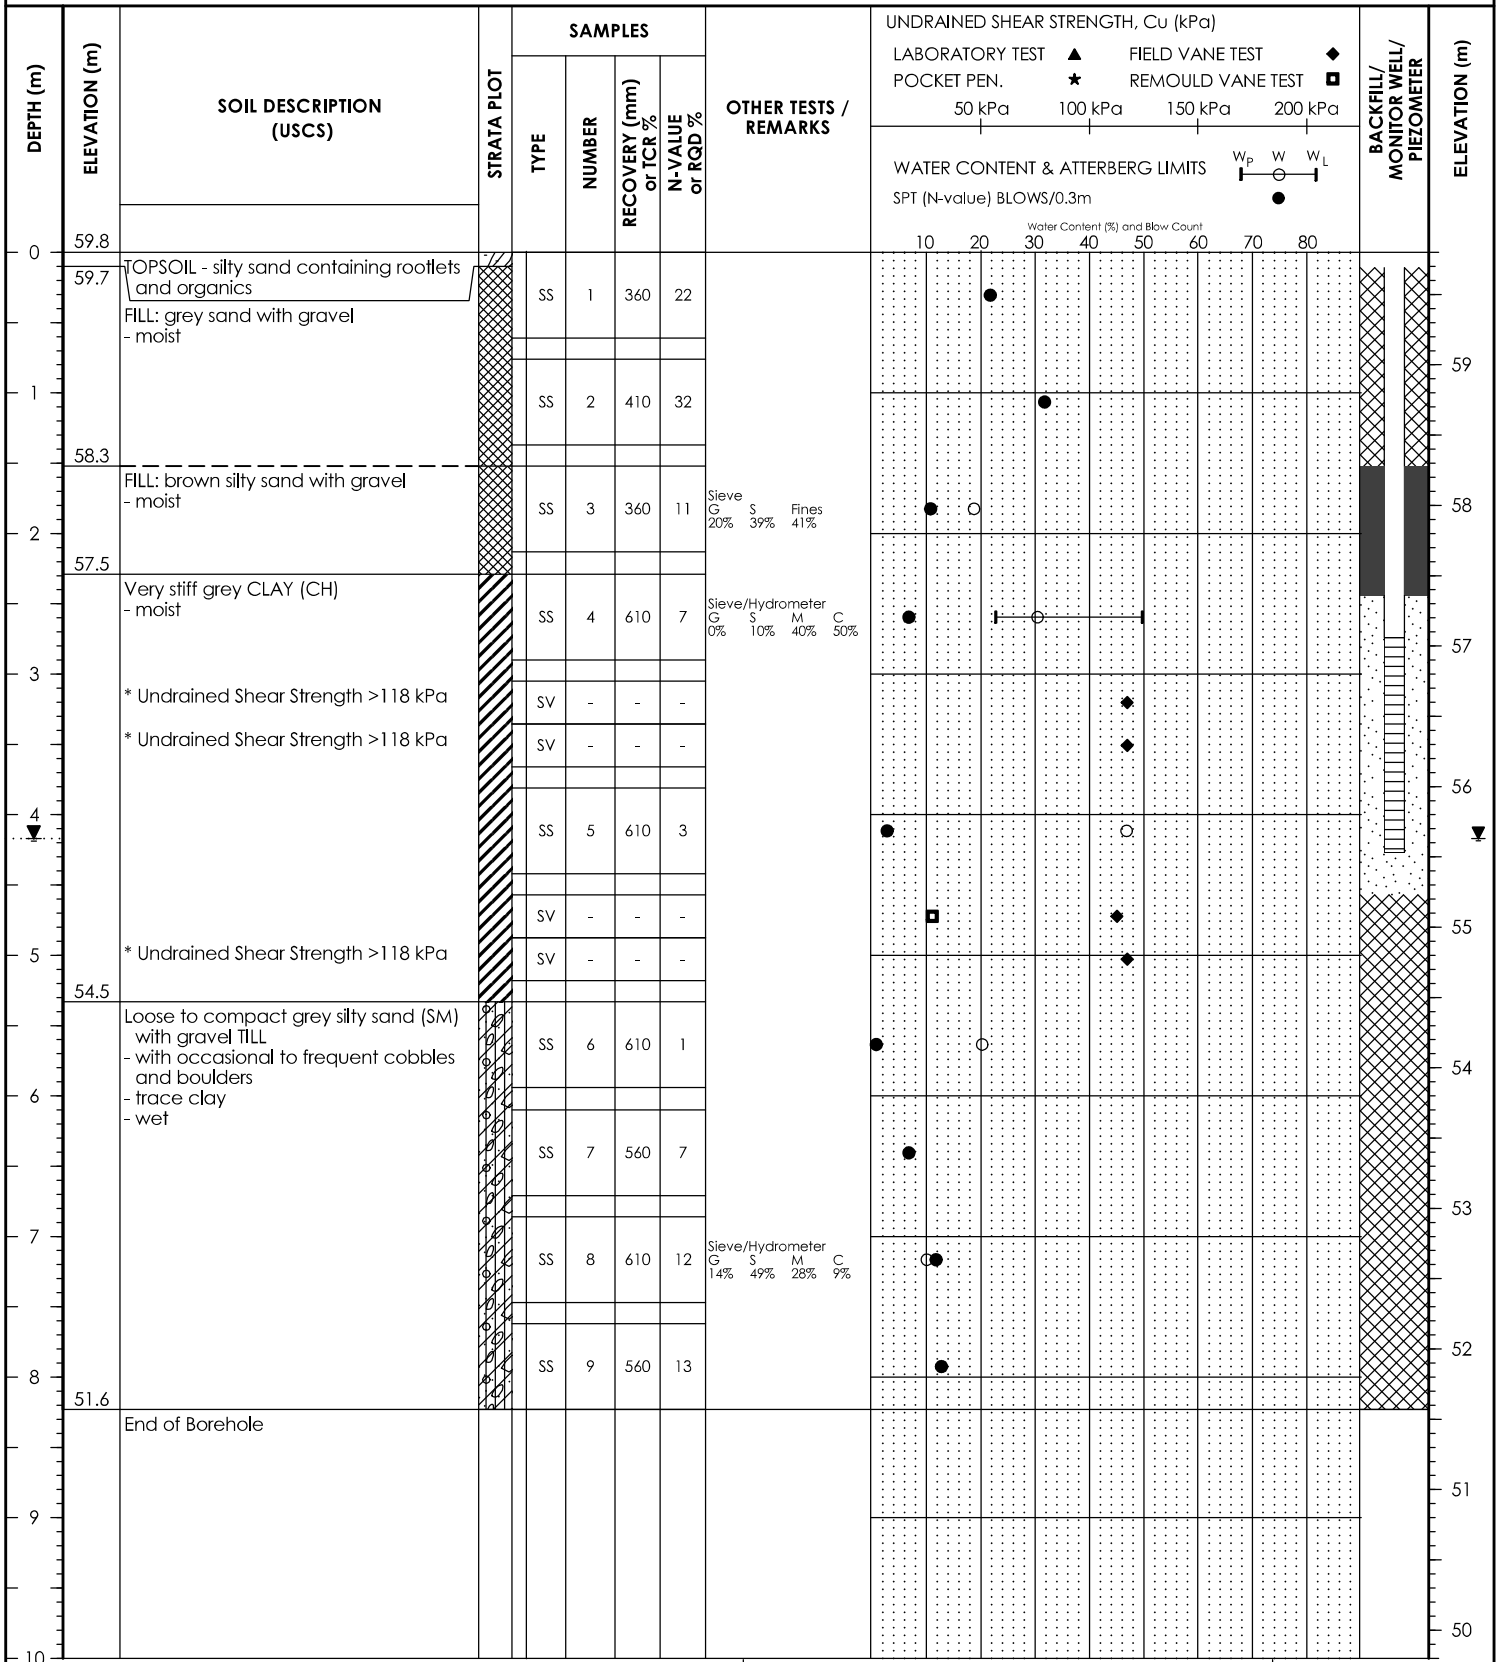 DEPTH (m)
ELEVATION (m)
SOIL DESCRIPTION
(USCS)
STRATA PLOT
SAMPLES
TYPE
NUMBER
RECOVERY (mm)
or TCR %
N-VALUE
or RQD %
OTHER TESTS /
REMARKS
UNDRAINED SHEAR STRENGTH, Cu (kPa)
LABORATORY TEST ▲ FIELD VANE TEST ◆
POCKET PEN. ★ REMOULD VANE TEST
50 kPa 100 kPa 150 kPa 200 kPa
WATER CONTENT & ATTERBERG LIMITS
WP W WL
SPT (N-value) BLOWS/0.3m ●
Water Content (%) and Blow Count
10 20 30 40 50 60 70 80
BACKFILL/
MONITOR WELL/
PIEZOMETER
ELEVATION (m)
0
59.8
59.7
TOPSOIL - silty sand containing rootlets
and organics
SS 1 360 22
FILL: grey sand with gravel
- moist
59
1
SS 2 410 32
58.3
FILL: brown silty sand with gravel
- moist
SS 3 360 11
Sieve
G S Fines
20% 39% 41%
58
2
57.5
Very stiff grey CLAY (CH)
- moist
SS 4 610 7
Sieve/Hydrometer
G S M C
0% 10% 40% 50%
57
3
* Undrained Shear Strength >118 kPa
SV - - -
* Undrained Shear Strength >118 kPa
SV - - -
56
4
SS 5 610 3
SV - - -
55
5
* Undrained Shear Strength >118 kPa
SV - - -
54.5
Loose to compact grey silty sand (SM)
with gravel TILL
- with occasional to frequent cobbles
and boulders
- trace clay
- wet
SS 6 610 1
54
6
SS 7 560 7
53
7
SS 8 610 12
Sieve/Hydrometer
G S M C
14% 49% 28% 9%
52
SS 9 560 13
8
51.6
End of Borehole
51
9
50
10